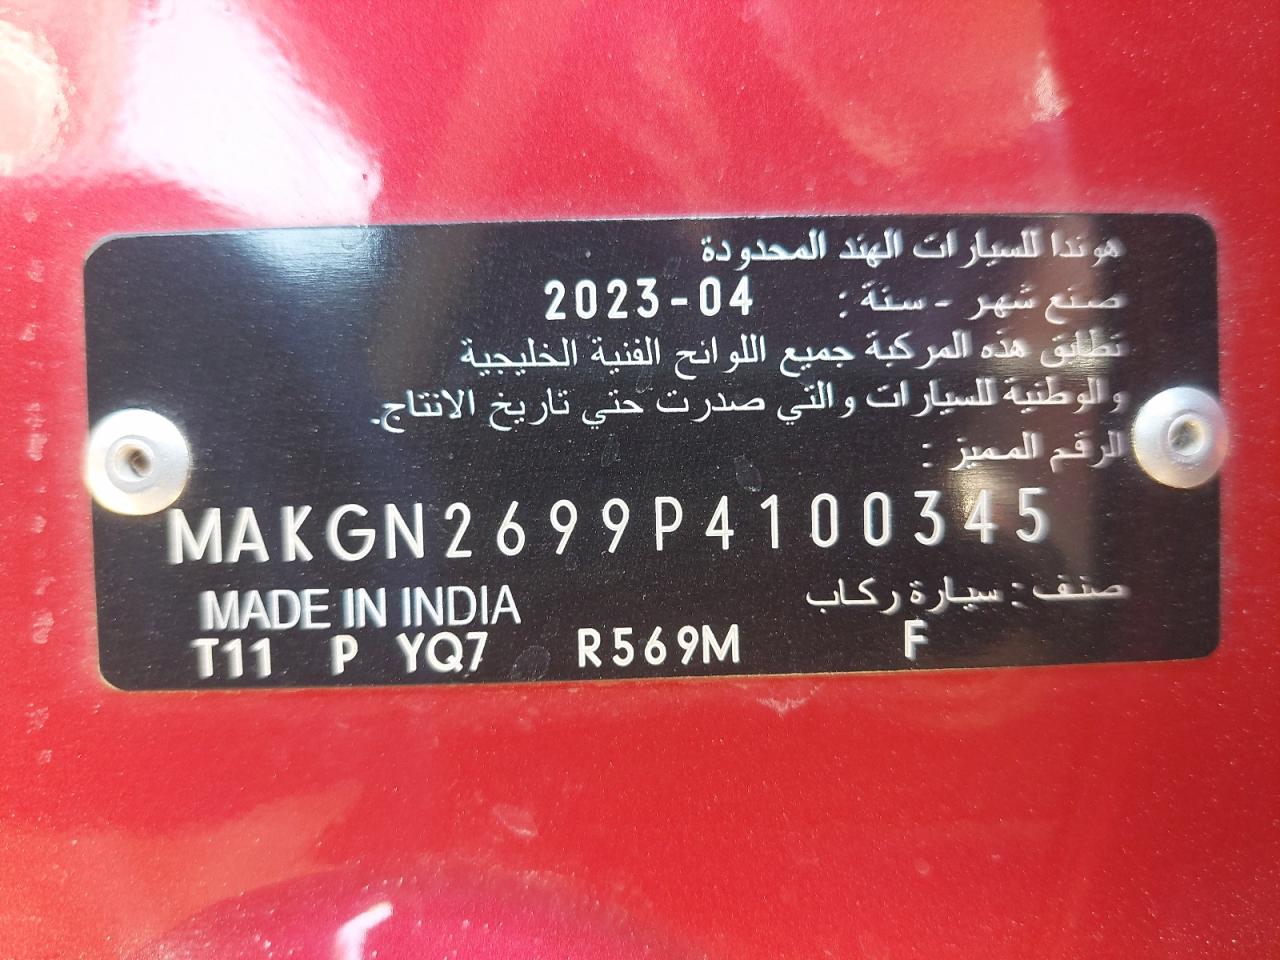 هوندا للسيارات الهند المحدودة
صنع شهر - سنة : 2023-04
تطابق هذه المركبة جميع اللوائح الفنية الخليجية
والوطنية للسيارات والتي صدرت حتي تاريخ الانتاج.
الرقم المميز :
MAKGN2699P4100345
MADE IN INDIA صنف : سيارة ركاب
T11 P YQ7 R569M F